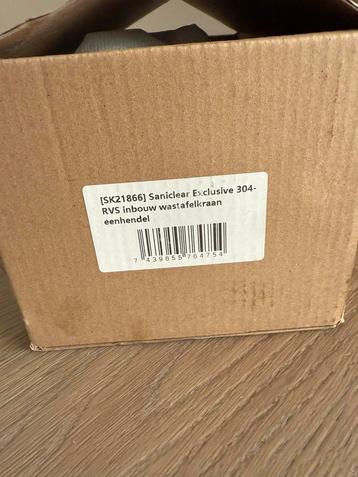 [SK21866] Saniclear Exclusive 304-
RVS inbouw wastafelkraan
eenhendel
7 439655 764754